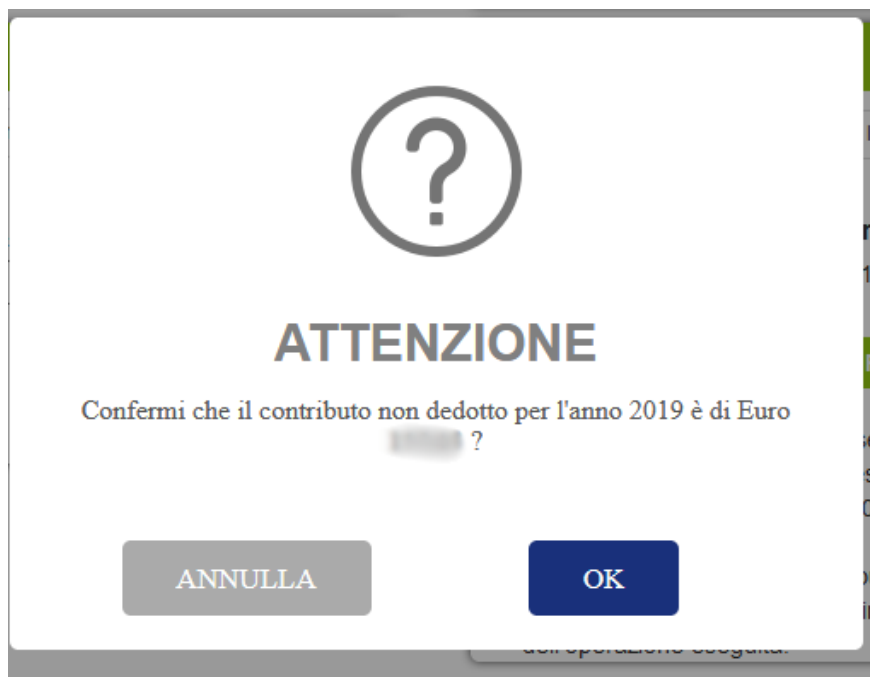 ATTENZIONE
Confermi che il contributo non dedotto per l'anno 2019 è di Euro
?
ANNULLA
OK